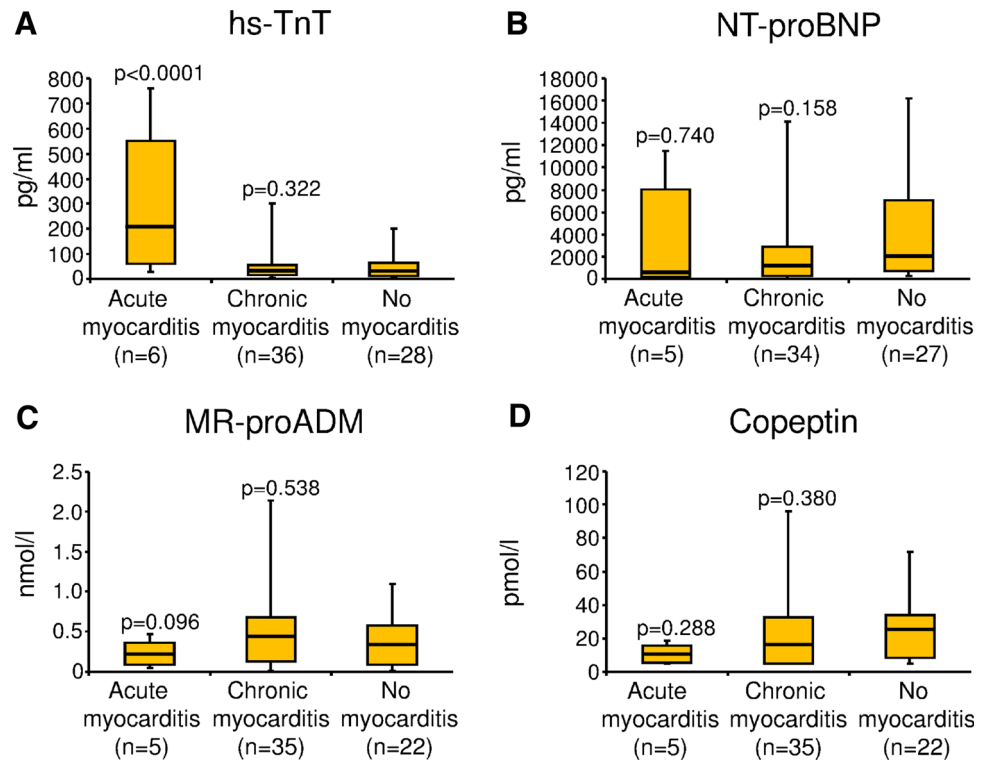 A
hs-TnT
pg/ml
800
700
600
500
400
300
200
100
0
p<0.0001
p=0.322
Acute
myocarditis
(n=6)
Chronic
myocarditis
(n=36)
No
myocarditis
(n=28)
B
NT-proBNP
pg/ml
18000
16000
14000
12000
10000
8000
6000
4000
2000
0
p=0.740
p=0.158
Acute
myocarditis
(n=5)
Chronic
myocarditis
(n=34)
No
myocarditis
(n=27)
C
MR-proADM
nmol/l
2.5
2.0
1.5
1.0
0.5
0
p=0.096
p=0.538
Acute
myocarditis
(n=5)
Chronic
myocarditis
(n=35)
No
myocarditis
(n=22)
D
Copeptin
pmol/l
120
100
80
60
40
20
0
p=0.288
p=0.380
Acute
myocarditis
(n=5)
Chronic
myocarditis
(n=35)
No
myocarditis
(n=22)